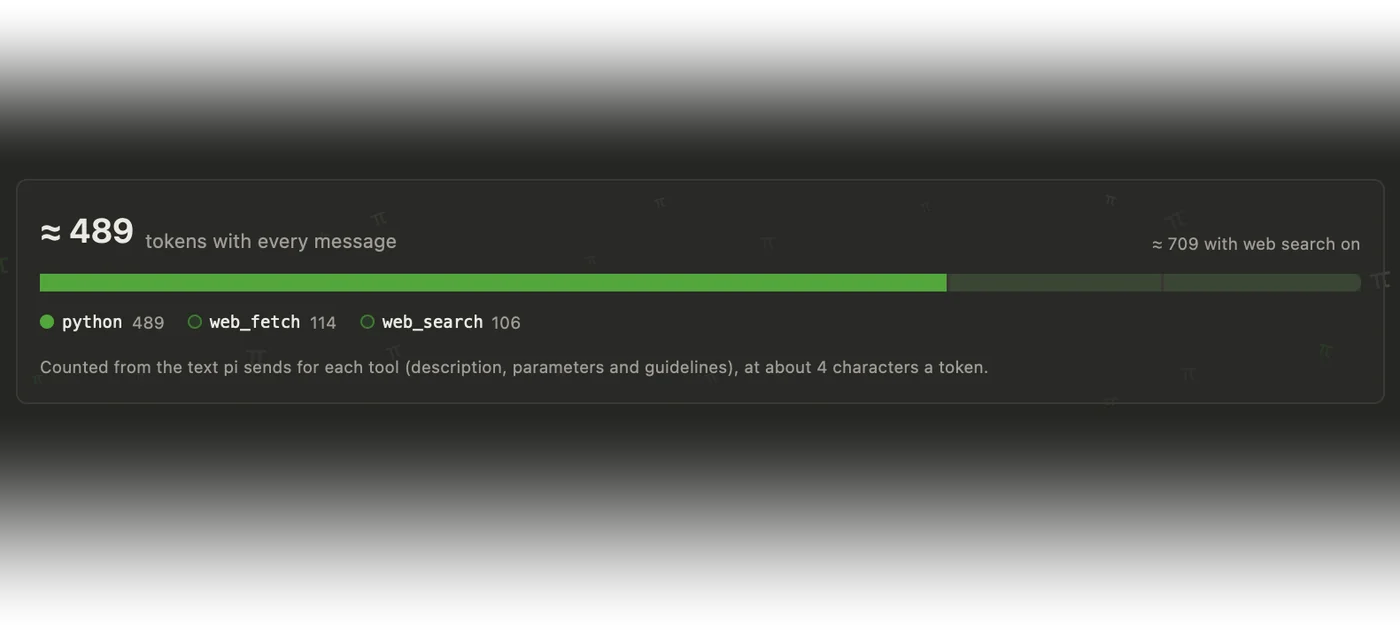 ≈ 489 tokens with every message
≈ 709 with web search on
python 489 web_fetch 114 web_search 106
Counted from the text pi sends for each tool (description, parameters and guidelines), at about 4 characters a token.